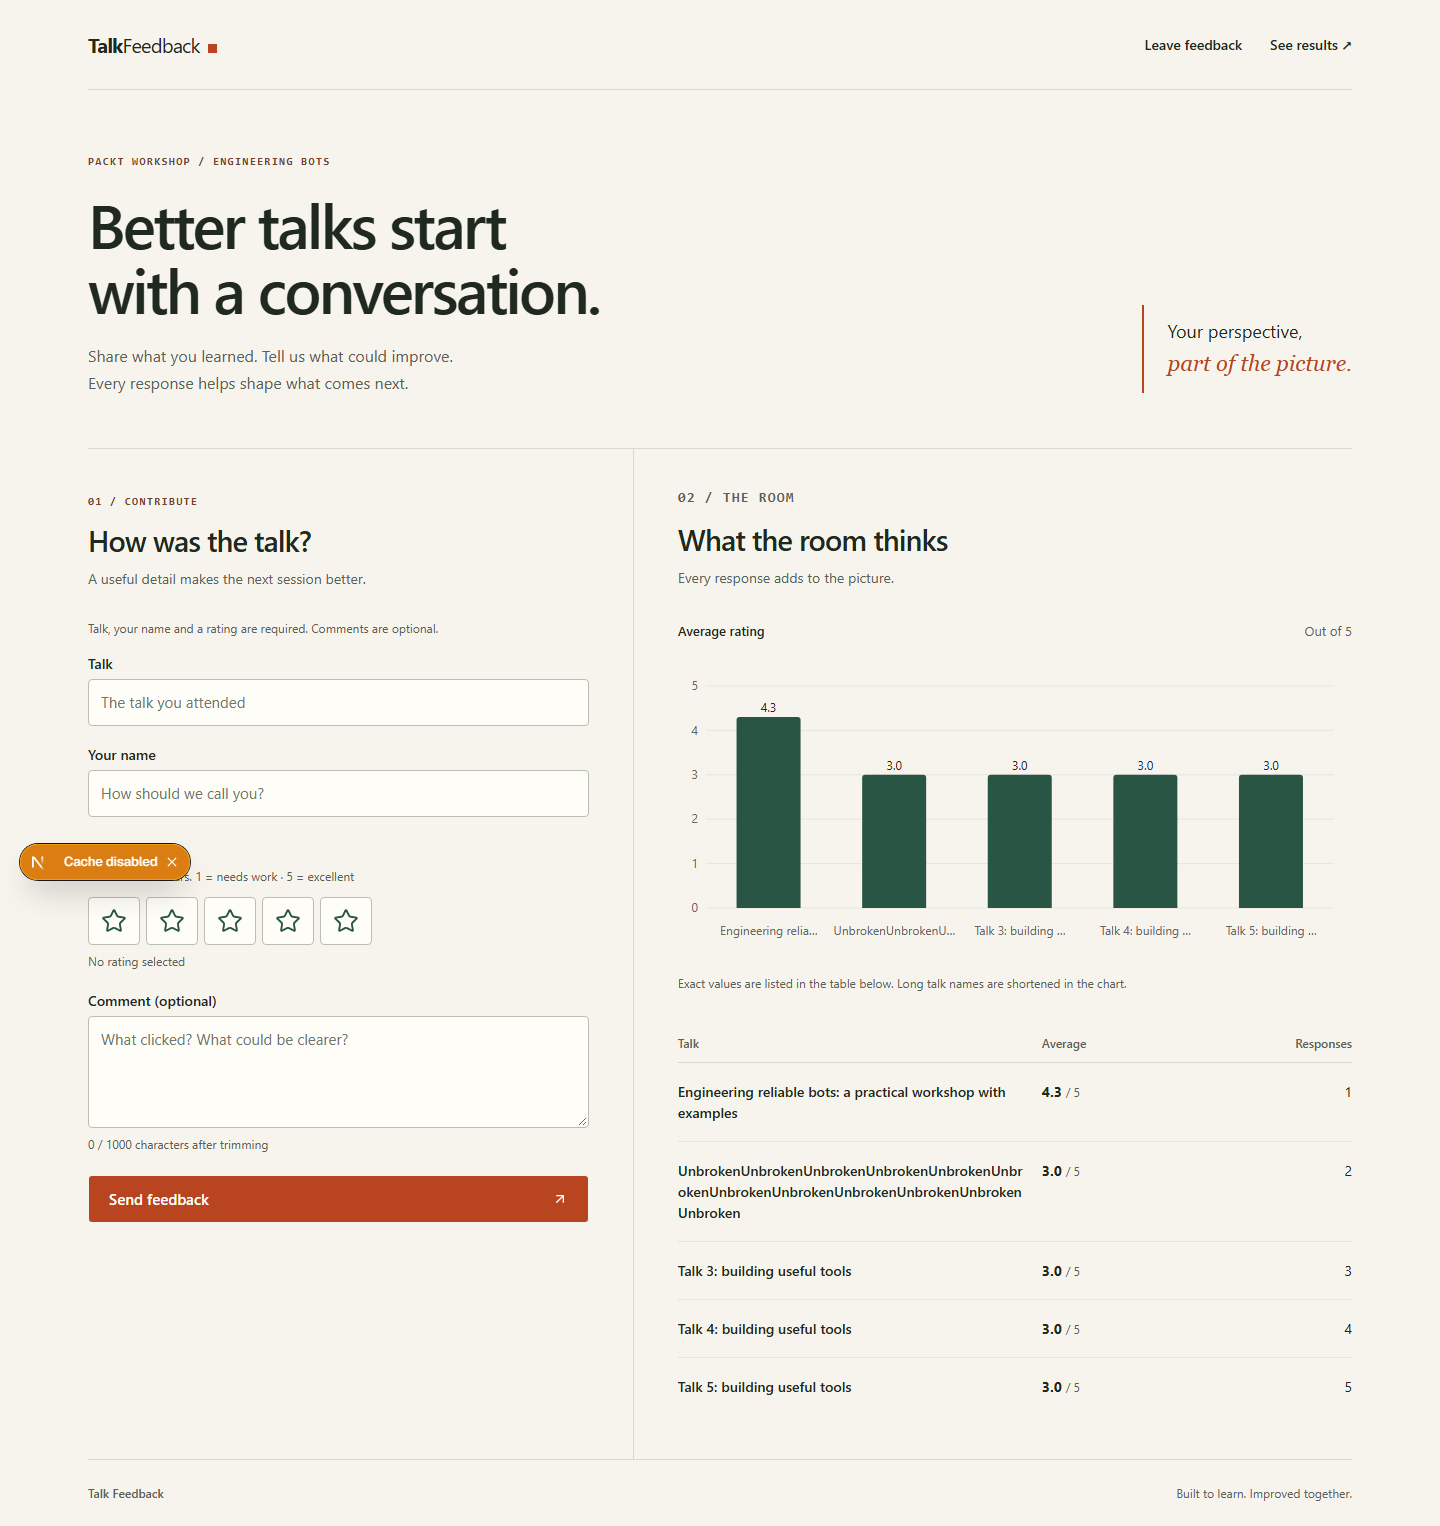 TalkFeedback
Leave feedback
See results ↗
PACKT WORKSHOP / ENGINEERING BOTS
Better talks start
with a conversation.
Share what you learned. Tell us what could improve.
Every response helps shape what comes next.
Your perspective,
part of the picture.
01 / CONTRIBUTE
How was the talk?
A useful detail makes the next session better.
Talk, your name and a rating are required. Comments are optional.
Talk
The talk you attended
Your name
How should we call you?
Cache disabled
1 = needs work · 5 = excellent
No rating selected
Comment (optional)
What clicked? What could be clearer?
0 / 1000 characters after trimming
Send feedback
02 / THE ROOM
What the room thinks
Every response adds to the picture.
Average rating
Out of 5
5
4
3
2
1
0
4.3
3.0
3.0
3.0
3.0
Engineering relia...
UnbrokenUnbrokenU...
Talk 3: building ...
Talk 4: building ...
Talk 5: building ...
Exact values are listed in the table below. Long talk names are shortened in the chart.
Talk Average Responses
Engineering reliable bots: a practical workshop with
examples
4.3 / 5
1
UnbrokenUnbrokenUnbrokenUnbrokenUnbrokenUnbr
okenUnbrokenUnbrokenUnbrokenUnbrokenUnbroken
Unbroken
3.0 / 5
2
Talk 3: building useful tools 3.0 / 5 3
Talk 4: building useful tools 3.0 / 5 4
Talk 5: building useful tools 3.0 / 5 5
Talk Feedback
Built to learn. Improved together.